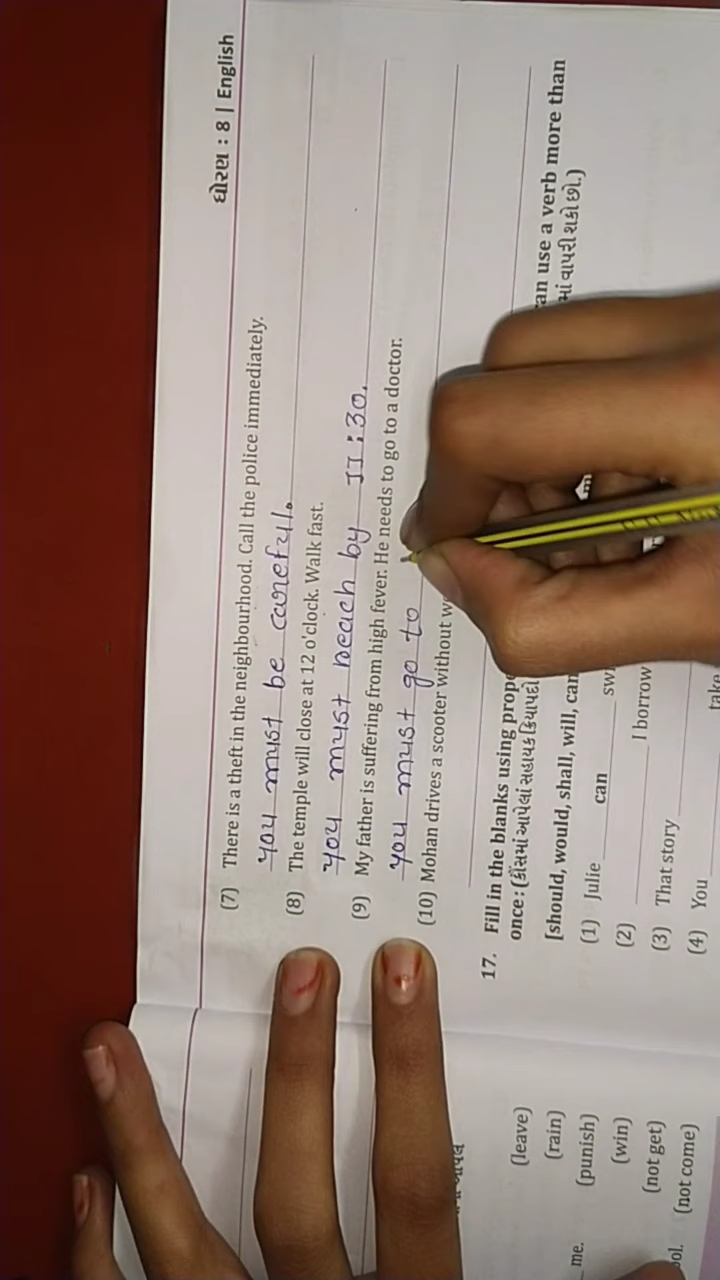 ધોરણ : 8 | English
(7) There is a theft in the neighbourhood. Call the police immediately.
you must be careful.
(8) The temple will close at 12 o'clock. Walk fast.
you must reach by 11:30.
(9) My father is suffering from high fever. He needs to go to a doctor.
you must go to
(10) Mohan drives a scooter without
17. Fill in the blanks using an use a verb more than
once : (કૌંસમાં આપેલાં સહાયક ક્રિયાપદો માં વાપરી શકો છો.)
[should, would, shall, will, can
(1) Julie can
(2) I borrow
(3) That story
(4) You take
(leave)
(rain)
me. (punish)
(win)
(not get)
(not come)